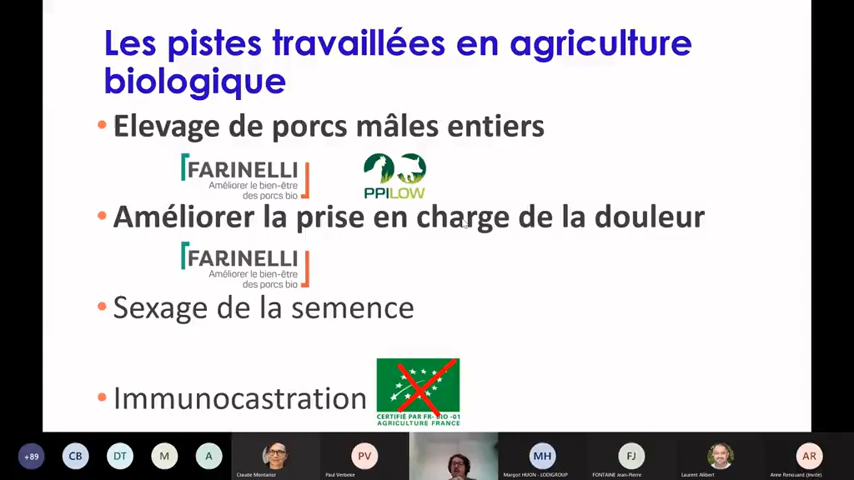 Les pistes travaillées en agriculture
biologique
• Elevage de porcs mâles entiers
FARINELLI
Améliorer le bien-être
des porcs bio
PPILOW
• Améliorer la prise en charge de la douleur
FARINELLI
Améliorer le bien-être
des porcs bio
• Sexage de la semence
• Immunocastration
CERTIFIÉ PAR FR-BIO-01
AGRICULTURE FRANCE
+89
CB
DT
M
A
Claude Montariez
PV
Paul Verbeke
MH
Margot HUON - LODIGROUP
FJ
FONTAINE Jean-Pierre
Laurent Alibert
AR
Anne Renouard (Invité)